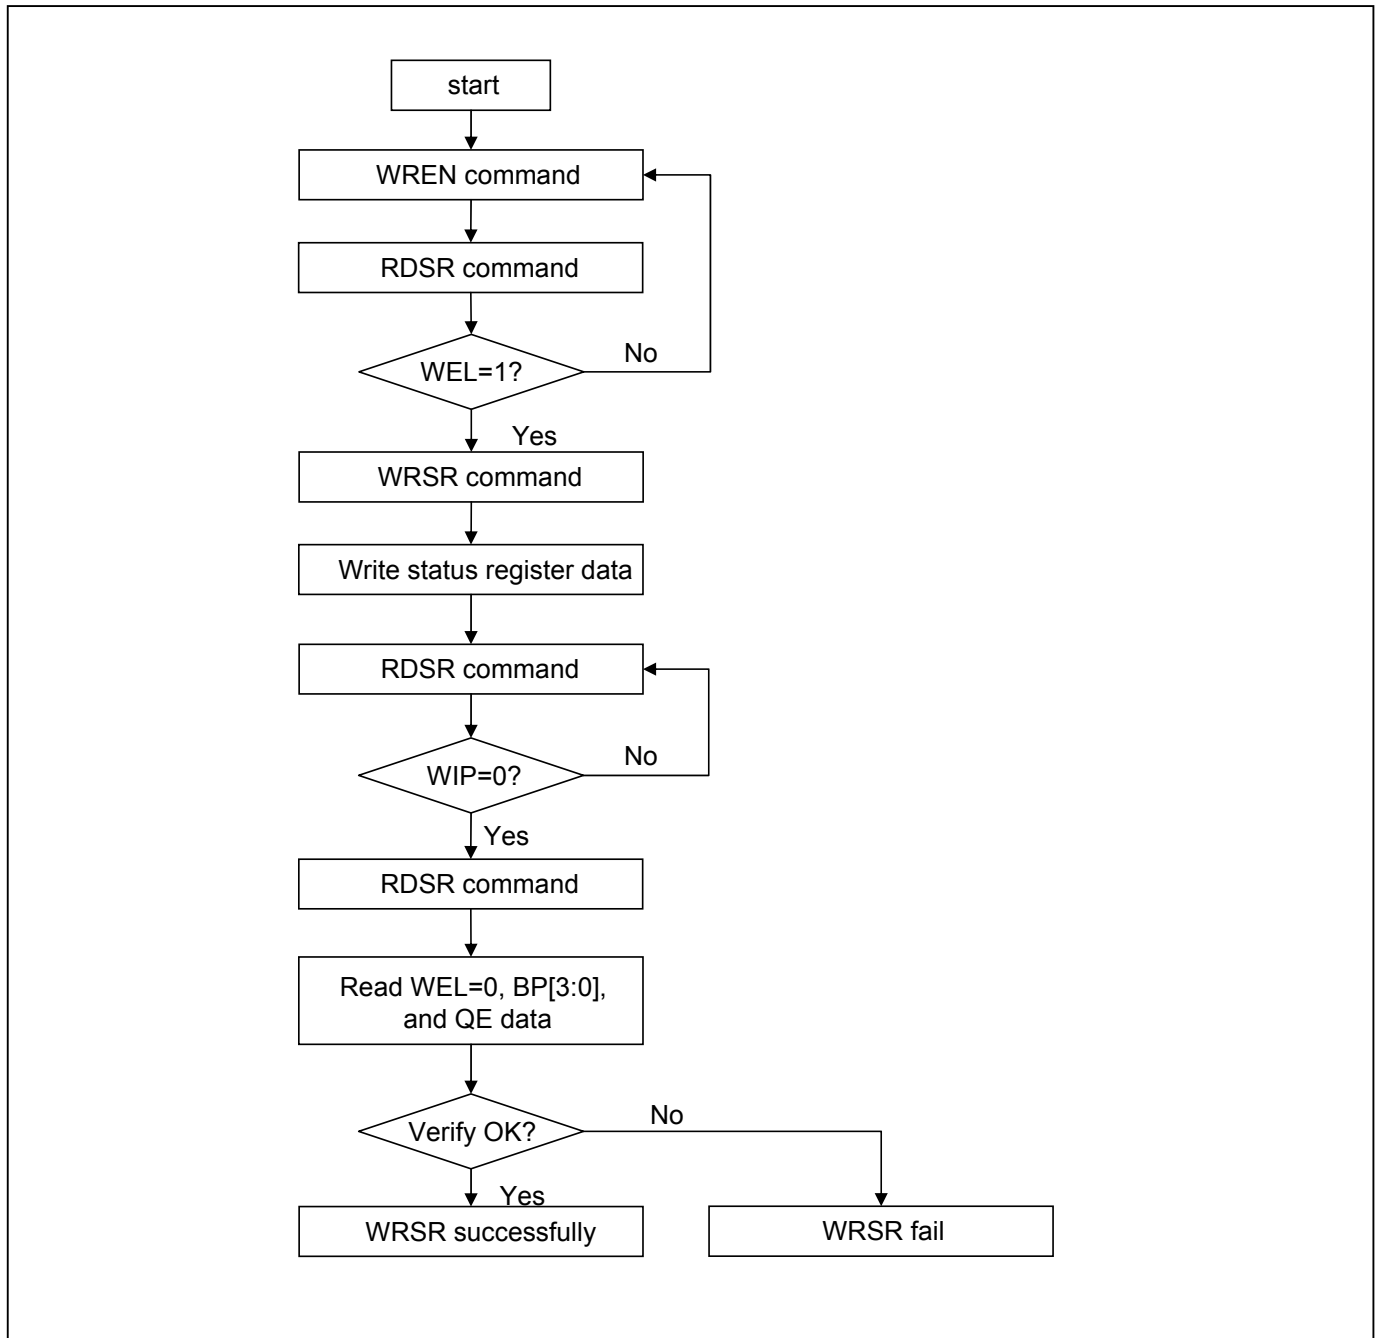 start
WREN command
RDSR command
WEL=1?
No
Yes
WRSR command
Write status register data
RDSR command
WIP=0?
No
Yes
RDSR command
Read WEL=0, BP[3:0],
and QE data
Verify OK?
No
Yes
WRSR successfully
WRSR fail